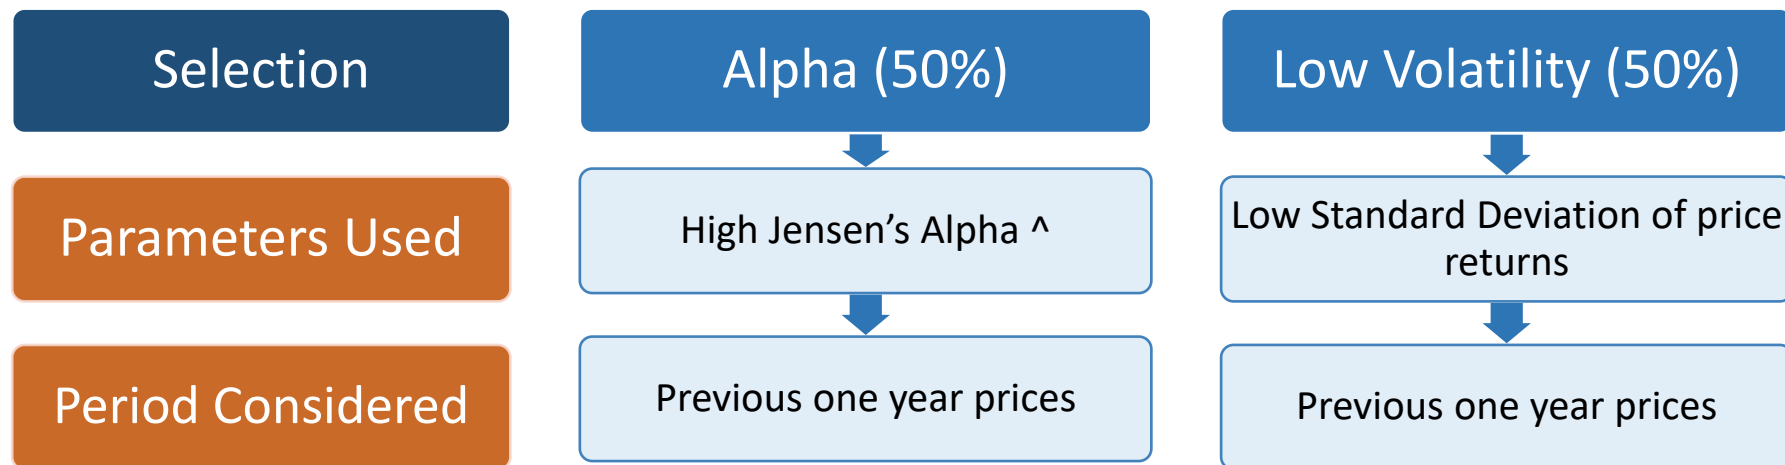 Selection
Alpha (50%)
Low Volatility (50%)
Parameters Used
High Jensen’s Alpha ^
Low Standard Deviation of price
returns
Period Considered
Previous one year prices
Previous one year prices